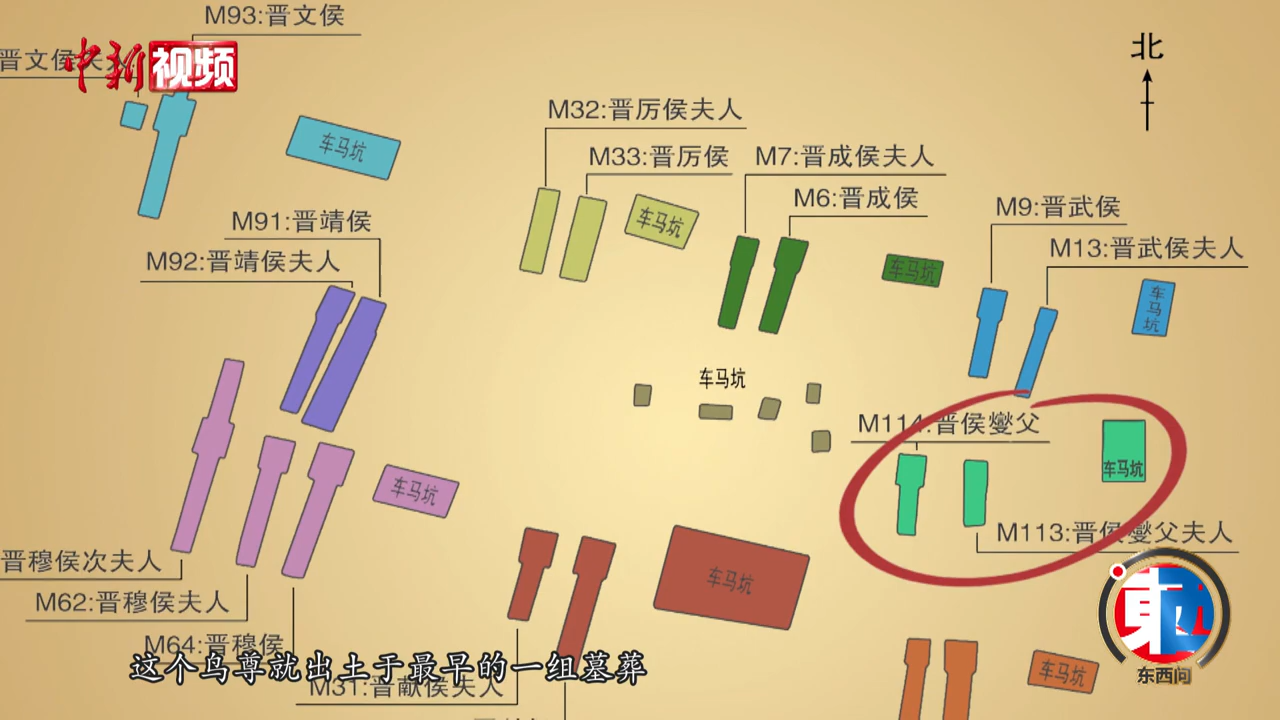 M93:晋文侯
晋文侯夫人
中新视频
北
车马坑
M32:晋厉侯夫人
M33:晋厉侯
车马坑
M7:晋成侯夫人
M6:晋成侯
车马坑
M9:晋武侯
M13:晋武侯夫人
车马坑
M91:晋靖侯
M92:晋靖侯夫人
车马坑
M114:晋侯燮父
车马坑
M113:晋侯燮父夫人
车马坑
车马坑
晋穆侯次夫人
M62:晋穆侯夫人
M64:晋穆侯
M31:晋献侯夫人
车马坑
这个鸟尊就出土于最早的一组墓葬
东西问